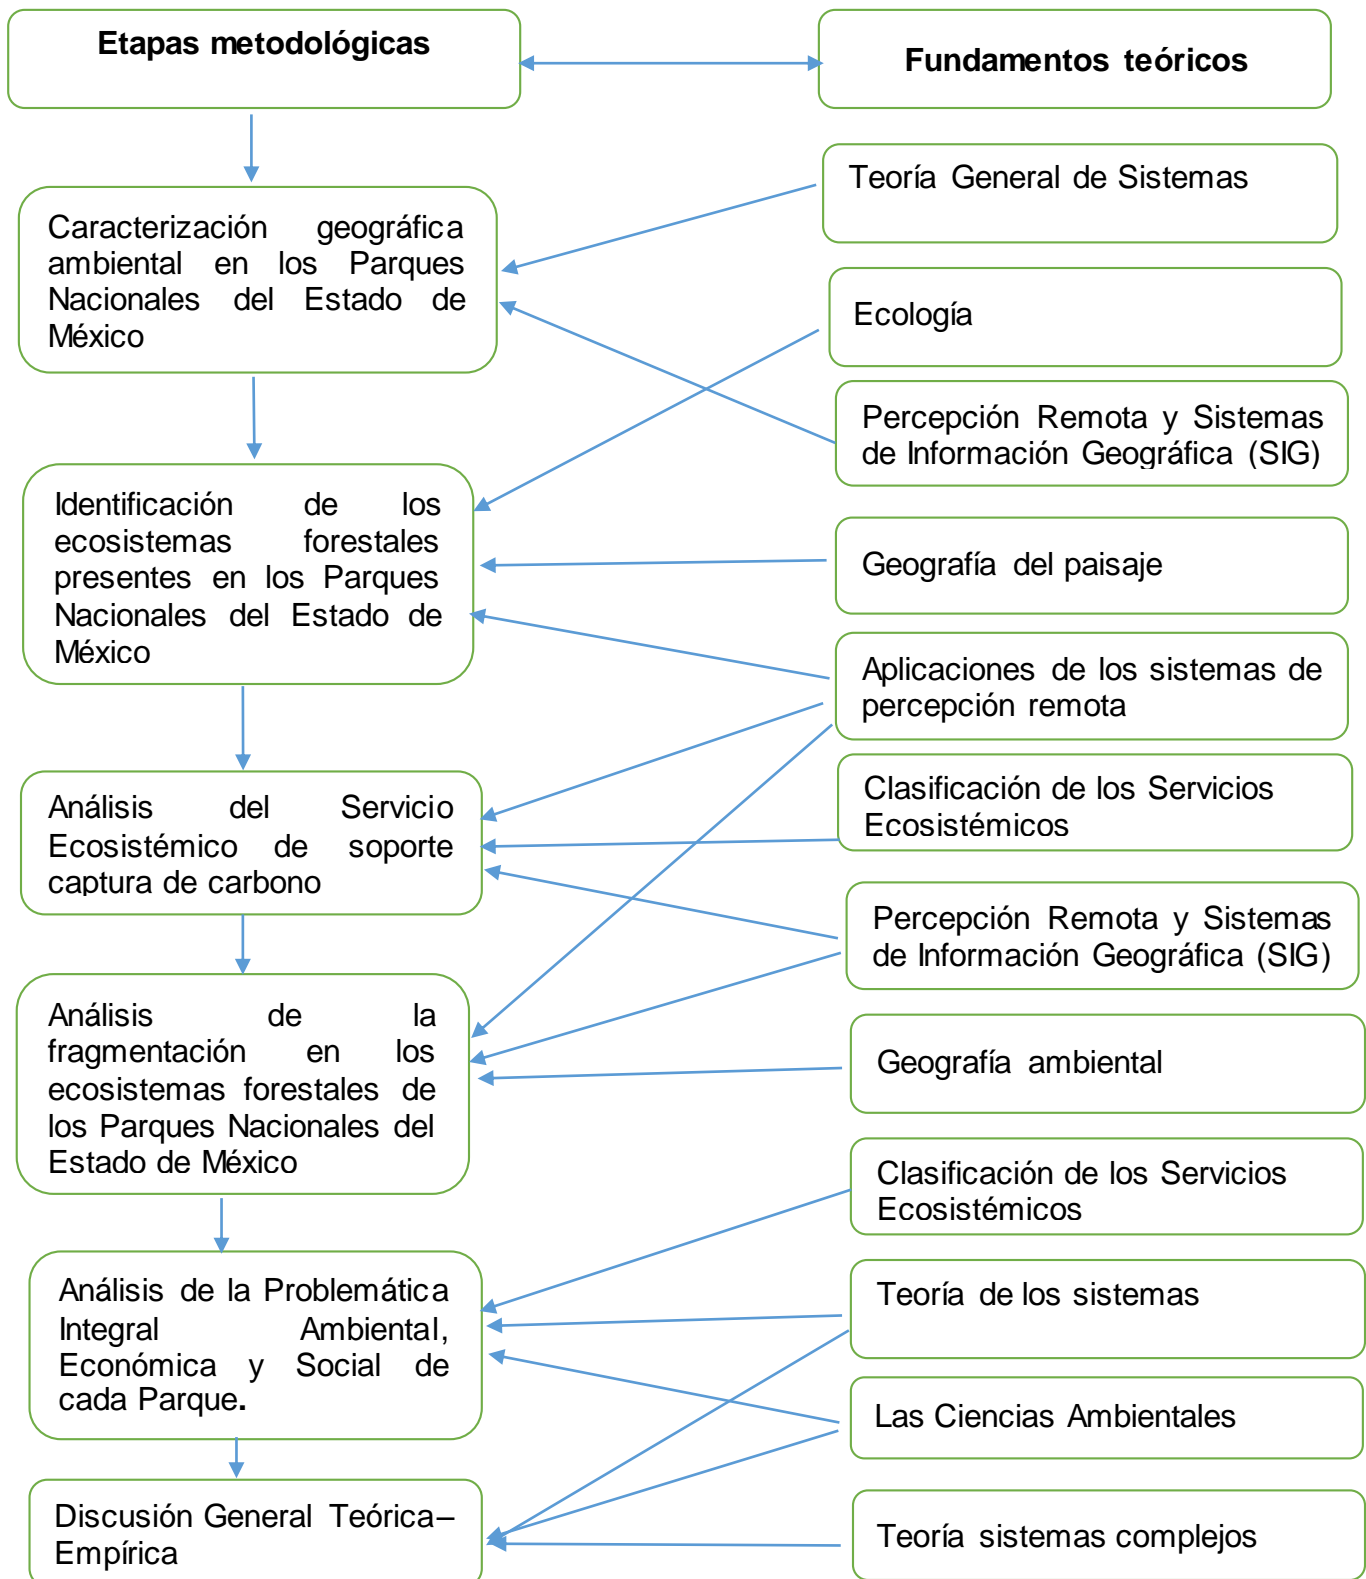 Etapas metodológicas
Fundamentos teóricos
Caracterización geográfica
ambiental en los Parques
Nacionales del Estado de
México
Identificación de los
ecosistemas forestales
presentes en los Parques
Nacionales del Estado de
México
Análisis del Servicio
Ecosistémico de soporte
captura de carbono
Análisis de la
fragmentación en los
ecosistemas forestales de
los Parques Nacionales del
Estado de México
Análisis de la Problemática
Integral Ambiental,
Económica y Social de
cada Parque.
Discusión General Teórica–
Empírica
Teoría General de Sistemas
Ecología
Percepción Remota y Sistemas
de Información Geográfica (SIG)
Geografía del paisaje
Aplicaciones de los sistemas de
percepción remota
Clasificación de los Servicios
Ecosistémicos
Percepción Remota y Sistemas
de Información Geográfica (SIG)
Geografía ambiental
Clasificación de los Servicios
Ecosistémicos
Teoría de los sistemas
Las Ciencias Ambientales
Teoría sistemas complejos